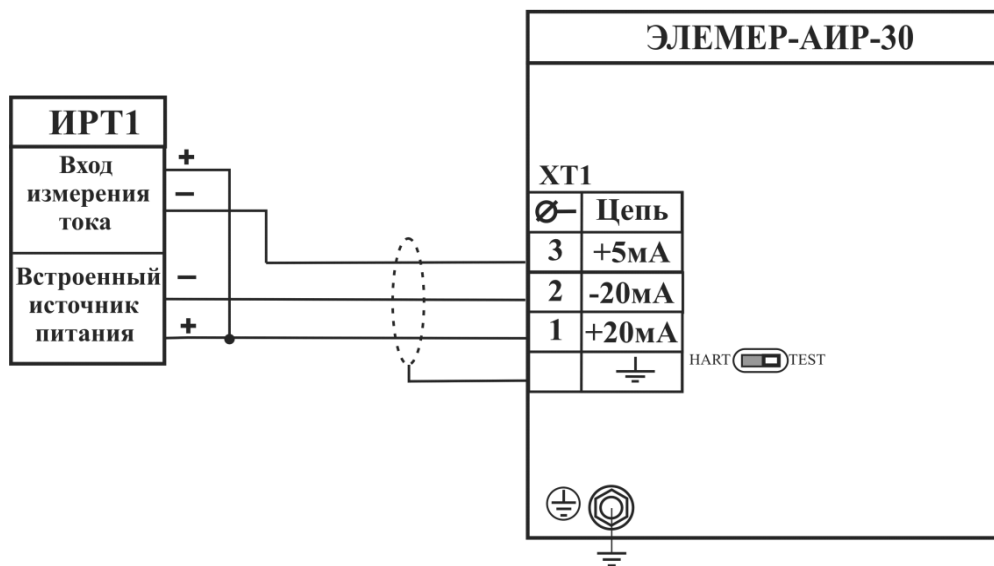 ЭЛЕМЕР-АИР-30
ИРТ1
Вход
измерения
тока
+
−
Встроенный
источник
питания
−
+
XT1
Цепь
3 +5мА
2 -20мА
1 +20мА
HART TEST